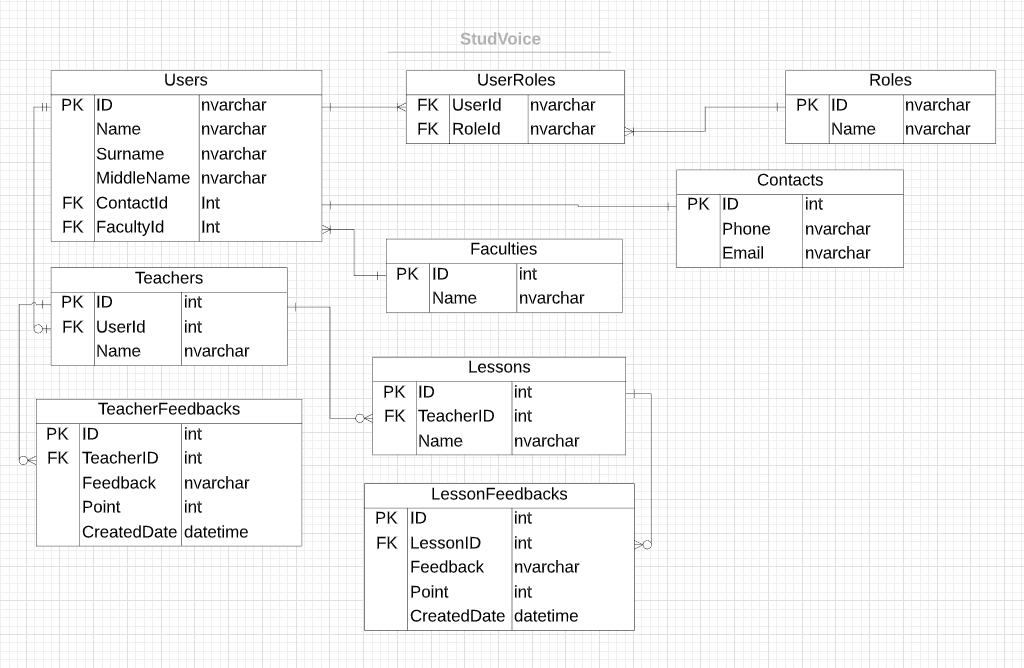 StudVoice
Users
PK ID nvarchar
Name nvarchar
Surname nvarchar
MiddleName nvarchar
FK ContactId Int
FK FacultyId Int
UserRoles
FK UserId nvarchar
FK RoleId nvarchar
Roles
PK ID nvarchar
Name nvarchar
Contacts
PK ID int
Phone nvarchar
Email nvarchar
Faculties
PK ID int
Name nvarchar
Teachers
PK ID int
FK UserId int
Name nvarchar
Lessons
PK ID int
FK TeacherID int
Name nvarchar
TeacherFeedbacks
PK ID int
FK TeacherID int
Feedback nvarchar
Point int
CreatedDate datetime
LessonFeedbacks
PK ID int
FK LessonID int
Feedback nvarchar
Point int
CreatedDate datetime